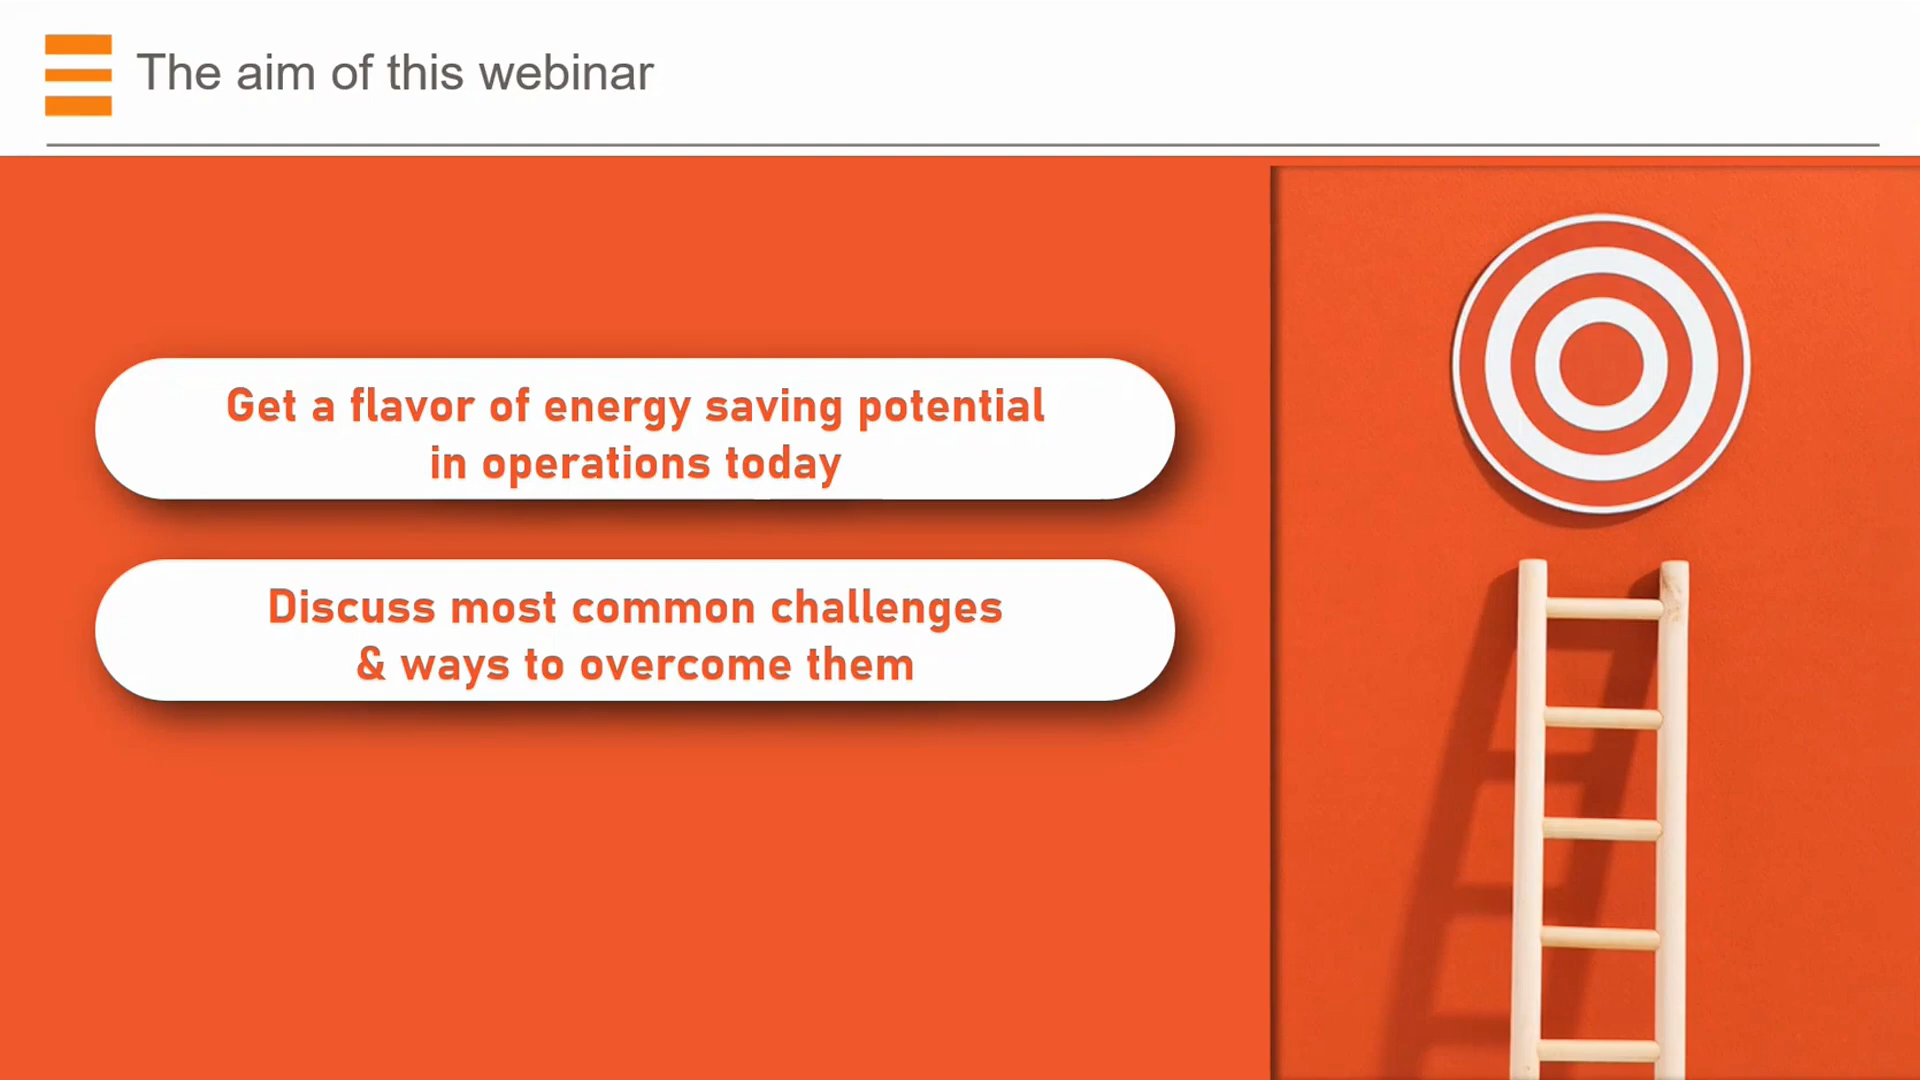 The aim of this webinar
Get a flavor of energy saving potential
in operations today
Discuss most common challenges
& ways to overcome them